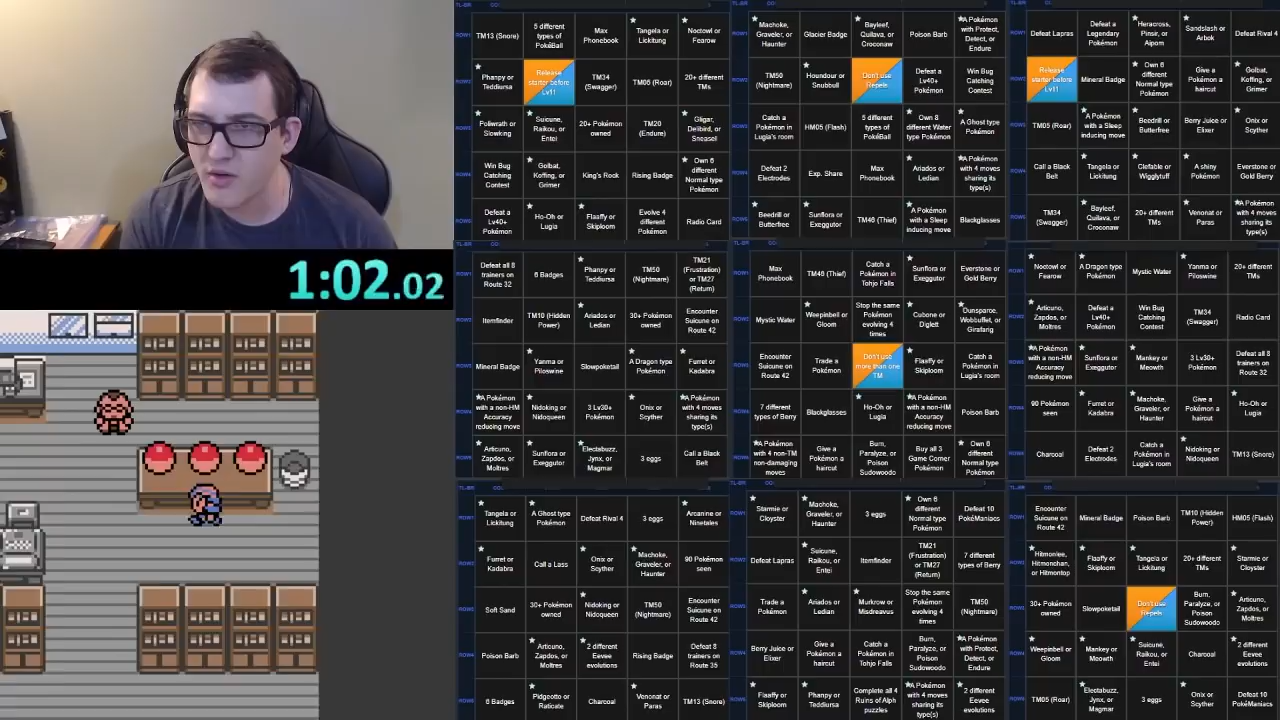 TL-BR
ROW1
TM13 (Snore)
5 different types of PokéBall
Max Phonebook
Tangela or Lickitung
Noctowl or Fearow
ROW2
Phanpy or Teddiursa
Release starter before Lv11
TM34 (Swagger)
TM05 (Roar)
20+ different TMs
Poliwrath or Slowking
Suicune, Raikou, or Entei
20+ Pokémon owned
TM20 (Endure)
Gligar, Delibird, or Sneasel
ROW4
Win Bug Catching Contest
Golbat, Koffing, or Grimer
King's Rock
Rising Badge
Own 6 different Normal type Pokémon
ROW5
Defeat a Lv40+ Pokémon
Ho-Oh or Lugia
Flaaffy or Skiploom
Evolve 4 different Pokémon
Radio Card
ROW1
Machoke, Graveler, or Haunter
Glacier Badge
Bayleef, Quilava, or Croconaw
Poison Barb
A Pokémon with Protect, Detect, or Endure
ROW2
TM50 (Nightmare)
Houndour or Snubbull
Don't use Repels
Defeat a Lv40+ Pokémon
Win Bug Catching Contest
Catch a Pokémon in Lugia's room
HM05 (Flash)
5 different types of PokéBall
Own 8 different Water type Pokémon
A Ghost type Pokémon
ROW4
Defeat 2 Electrodes
Exp. Share
Max Phonebook
Ariados or Ledian
A Pokémon with 4 moves sharing its type(s)
ROW5
Beedrill or Butterfree
Sunflora or Exeggutor
TM46 (Thief)
A Pokémon with a Sleep inducing move
Blackglasses
ROW1
Defeat Lapras
Defeat a Legendary Pokémon
Heracross, Pinsir, or Aipom
Sandslash or Arbok
Defeat Rival 4
Release starter before Lv11
Mineral Badge
Own 6 different Normal type Pokémon
Give a Pokémon a haircut
Golbat, Koffing, or Grimer
TM05 (Roar)
A Pokémon with a Sleep inducing move
Beedrill or Butterfree
Berry Juice or Elixer
Onix or Scyther
Call a Black Belt
Tangela or Lickitung
Clefable or Wigglytuff
A shiny Pokémon
Everstone or Gold Berry
TM34 (Swagger)
Bayleef, Quilava, or Croconaw
20+ different TMs
Venonat or Paras
A Pokémon with 4 moves sharing its type(s)
1:02.02
Defeat all 8 trainers on Route 32
6 Badges
Phanpy or Teddiursa
TM50 (Nightmare)
TM21 (Frustration) or TM27 (Return)
Itemfinder
TM10 (Hidden Power)
Ariados or Ledian
30+ Pokémon owned
Encounter Suicune on Route 42
Mineral Badge
Yanma or Piloswine
Slowpoketail
A Dragon type Pokémon
Furret or Kadabra
A Pokémon with a non-HM Accuracy reducing move
Nidoking or Nidoqueen
3 Lv30+ Pokémon
Onix or Scyther
A Pokémon with 4 moves sharing its type(s)
Articuno, Zapdos, or Moltres
Sunflora or Exeggutor
Electabuzz, Jynx, or Magmar
3 eggs
Call a Black Belt
Max Phonebook
TM46 (Thief)
Catch a Pokémon in Tohjo Falls
Sunflora or Exeggutor
Everstone or Gold Berry
Mystic Water
Weepinbell or Gloom
Stop the same Pokémon evolving 4 times
Cubone or Diglett
Dunsparce, Wobbuffet, or Girafarig
Encounter Suicune on Route 42
Trade a Pokémon
Don't use more than one TM
Flaaffy or Skiploom
Catch a Pokémon in Lugia's room
7 different types of Berry
Blackglasses
Ho-Oh or Lugia
A Pokémon with a non-HM Accuracy reducing move
Poison Barb
A Pokémon with 4 non-TM non-damaging moves
Give a Pokémon a haircut
Burn, Paralyze, or Poison Sudowoodo
Buy all 3 Game Corner Pokémon
Own 6 different Normal type Pokémon
Noctowl or Fearow
A Dragon type Pokémon
Mystic Water
Yanma or Piloswine
20+ different TMs
Articuno, Zapdos, or Moltres
Defeat a Lv40+ Pokémon
Win Bug Catching Contest
TM34 (Swagger)
Radio Card
A Pokémon with a non-HM Accuracy reducing move
Sunflora or Exeggutor
Mankey or Meowth
3 Lv30+ Pokémon
Defeat all 8 trainers on Route 32
90 Pokémon seen
Furret or Kadabra
Machoke, Graveler, or Haunter
Give a Pokémon a haircut
Ho-Oh or Lugia
Charcoal
Defeat 2 Electrodes
Catch a Pokémon in Lugia's room
Nidoking or Nidoqueen
TM13 (Snore)
Tangela or Lickitung
A Ghost type Pokémon
Defeat Rival 4
3 eggs
Arcanine or Ninetales
Furret or Kadabra
Call a Lass
Onix or Scyther
Machoke, Graveler, or Haunter
90 Pokémon seen
Soft Sand
30+ Pokémon owned
Nidoking or Nidoqueen
TM50 (Nightmare)
Encounter Suicune on Route 42
Poison Barb
Articuno, Zapdos, or Moltres
2 different Eevee evolutions
Rising Badge
Defeat 8 trainers on Route 35
6 Badges
Pidgeotto or Raticate
Charcoal
Venonat or Paras
TM13 (Snore)
Starmie or Cloyster
Machoke, Graveler, or Haunter
3 eggs
Own 6 different Normal type Pokémon
Defeat 10 PokéManiacs
Defeat Lapras
Suicune, Raikou, or Entei
Itemfinder
TM21 (Frustration) or TM27 (Return)
7 different types of Berry
Trade a Pokémon
Ariados or Ledian
Murkrow or Misdreavus
Stop the same Pokémon evolving 4 times
TM50 (Nightmare)
Berry Juice or Elixer
Give a Pokémon a haircut
Catch a Pokémon in Tohjo Falls
Burn, Paralyze, or Poison Sudowoodo
A Pokémon with Protect, Detect, or Endure
Flaaffy or Skiploom
Phanpy or Teddiursa
Complete all 4 Ruins of Alph puzzles
A Pokémon with 4 moves sharing its type(s)
2 different Eevee evolutions
Encounter Suicune on Route 42
Mineral Badge
Poison Barb
TM10 (Hidden Power)
HM05 (Flash)
Hitmonlee, Hitmonchan, or Hitmontop
Flaaffy or Skiploom
Tangela or Lickitung
20+ different TMs
Starmie or Cloyster
30+ Pokémon owned
Slowpoketail
Don't use Repels
Burn, Paralyze, or Poison Sudowoodo
Articuno, Zapdos, or Moltres
Weepinbell or Gloom
Mankey or Meowth
Suicune, Raikou, or Entei
Charcoal
2 different Eevee evolutions
TM05 (Roar)
Electabuzz, Jynx, or Magmar
3 eggs
Onix or Scyther
Defeat 10 PokéManiacs